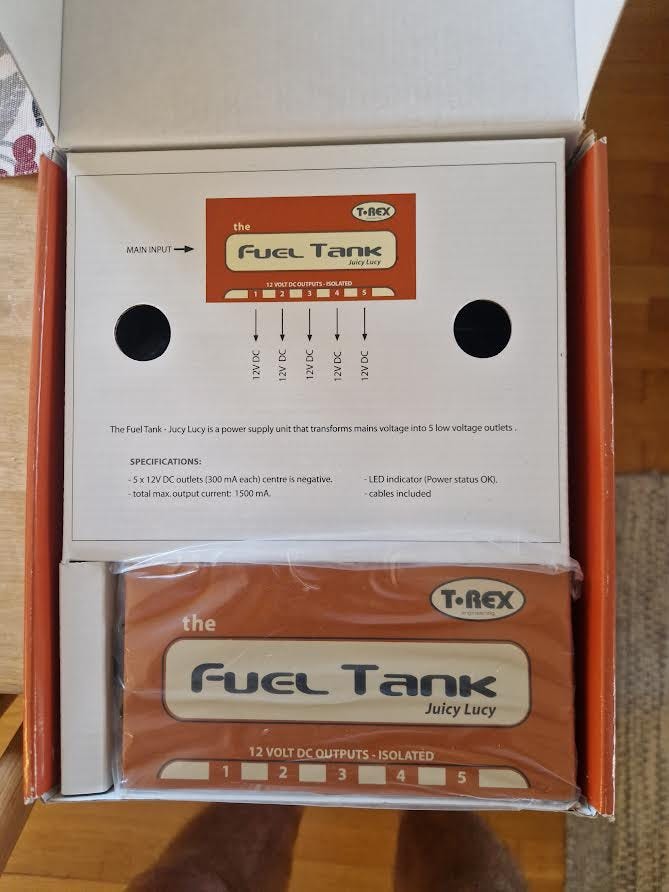 T•REX
the
MAIN INPUT
FUEL TANK
Juicy Lucy
12 VOLT DC OUTPUTS - ISOLATED
1 2 3 4 5
12V DC 12V DC 12V DC 12V DC 12V DC
The Fuel Tank - Jucy Lucy is a power supply unit that transforms mains voltage into 5 low voltage outlets .
SPECIFICATIONS:
- 5 x 12V DC outlets (300 mA each) centre is negative.
- total max. output current: 1500 mA.
- LED indicator (Power status OK).
- cables included
T•REX
engineering
the
FUEL TANK
Juicy Lucy
12 VOLT DC OUTPUTS - ISOLATED
1 2 3 4 5